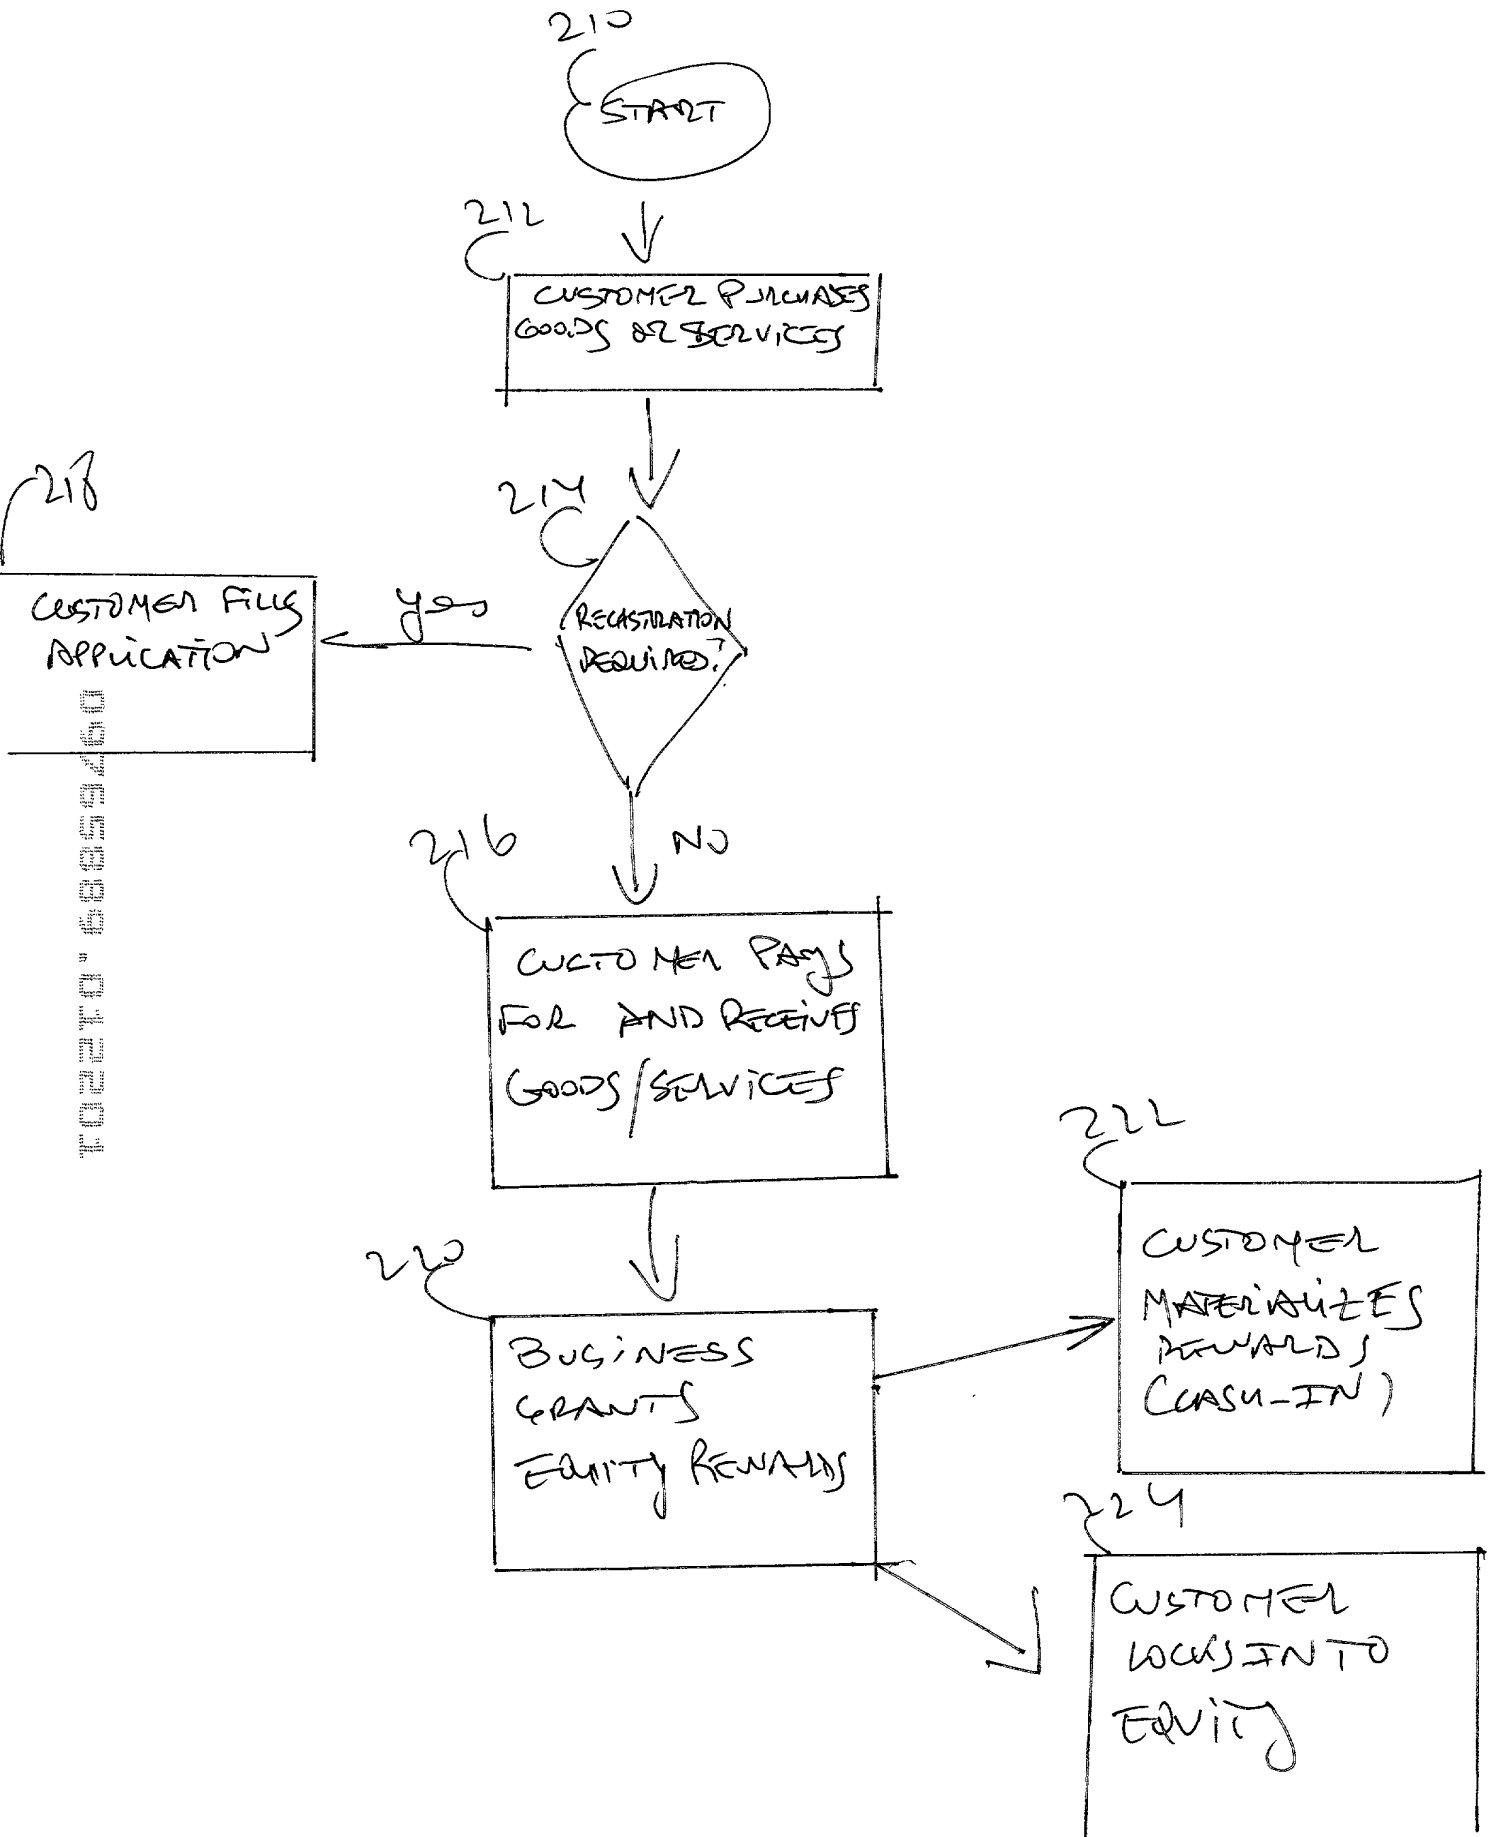 210
START
212
CUSTOMER PURCHASES
GOODS OR SERVICES
218
214
CUSTOMER FILLS
APPLICATION
yes
REGISTRATION
REQUIRED?
09765889.012201
216
NO
CUSTOMER PAYS
FOR AND RECEIVES
GOODS/SERVICES
220
BUSINESS
GRANTS
EQUITY REWARDS
222
CUSTOMER
MATERIALIZES
REWARDS
(CASH-IN)
224
CUSTOMER
LOCKS INTO
EQUITY